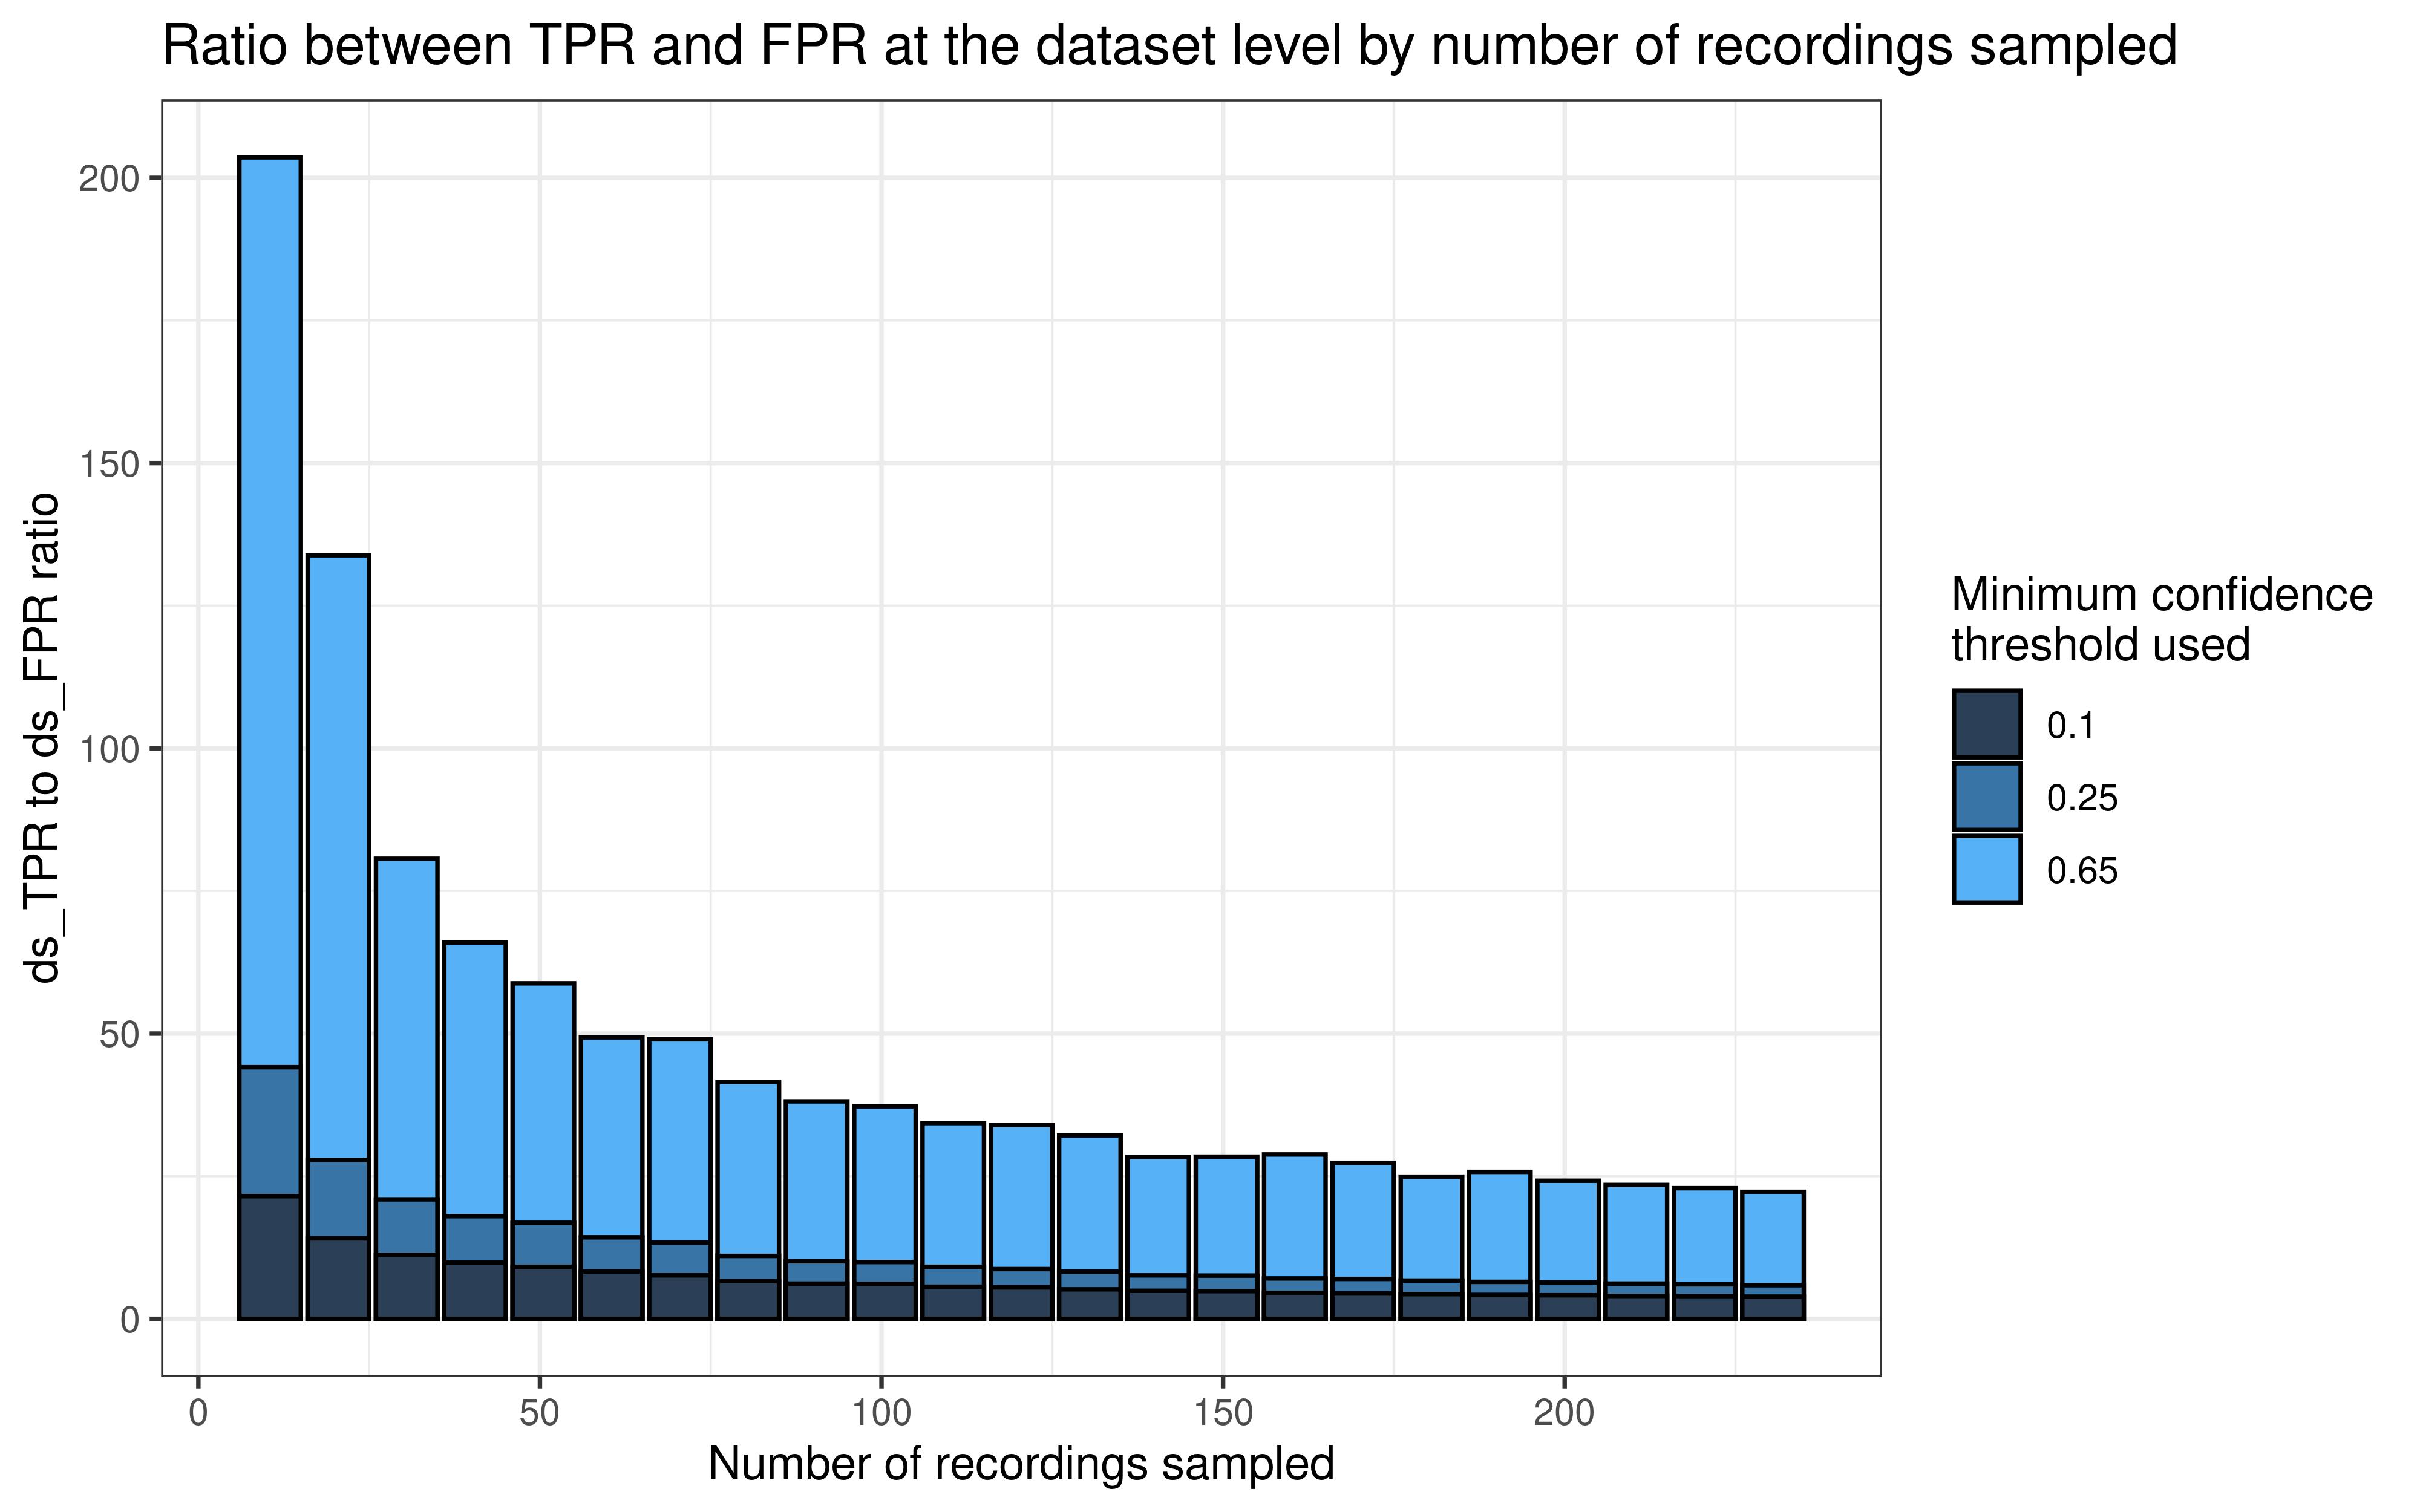 Ratio between TPR and FPR at the dataset level by number of recordings sampled
ds_TPR to ds_FPR ratio
200
150
100
50
0
0 50 100 150 200
Number of recordings sampled
Minimum confidence
threshold used
0.1
0.25
0.65